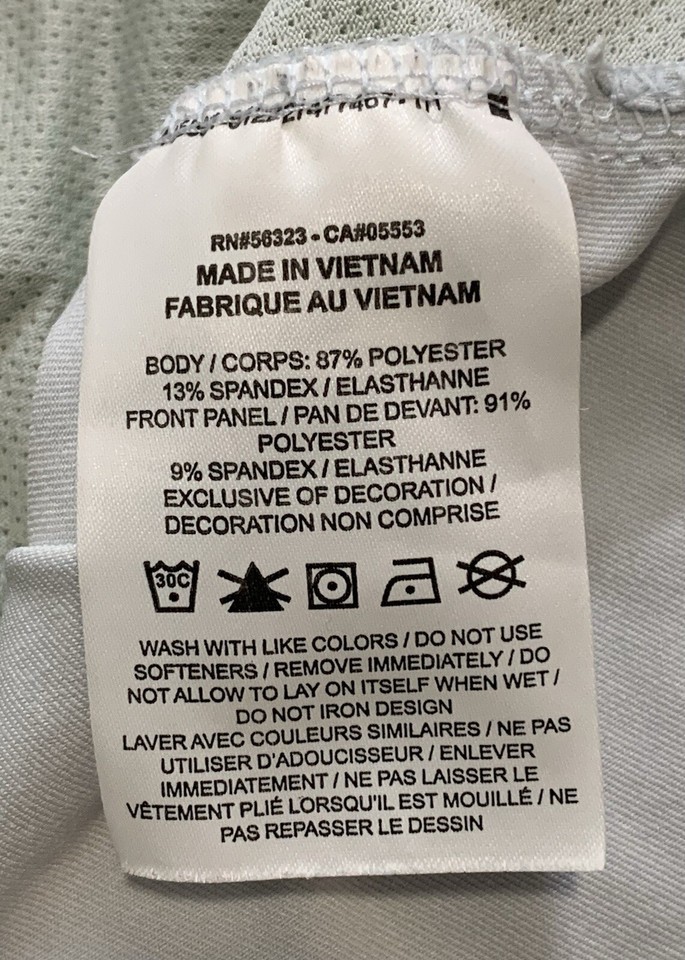 RN#56323 - CA#05553
MADE IN VIETNAM
FABRIQUE AU VIETNAM
BODY / CORPS: 87% POLYESTER
13% SPANDEX / ELASTHANNE
FRONT PANEL / PAN DE DEVANT: 91%
POLYESTER
9% SPANDEX / ELASTHANNE
EXCLUSIVE OF DECORATION /
DECORATION NON COMPRISE
30C
WASH WITH LIKE COLORS / DO NOT USE
SOFTENERS / REMOVE IMMEDIATELY / DO
NOT ALLOW TO LAY ON ITSELF WHEN WET /
DO NOT IRON DESIGN
LAVER AVEC COULEURS SIMILAIRES / NE PAS
UTILISER D'ADOUCISSEUR / ENLEVER
IMMEDIATEMENT / NE PAS LAISSER LE
VÊTEMENT PLIÉ LORSQU'IL EST MOUILLÉ / NE
PAS REPASSER LE DESSIN